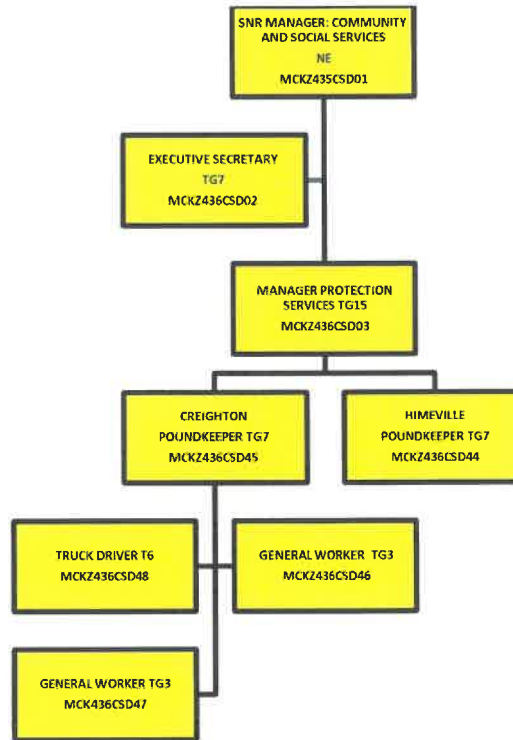 SNR MANAGER: COMMUNITY
AND SOCIAL SERVICES
NE
MCKZ435CSD01
EXECUTIVE SECRETARY
TG7
MCKZ436CSD02
MANAGER PROTECTION
SERVICES TG15
MCKZ436CSD03
CREIGHTON
POUNDKEEPER TG7
MCKZ436CSD45
HIMEVILLE
POUNDKEEPER TG7
MCKZ436CSD44
TRUCK DRIVER T6
MCKZ436CSD48
GENERAL WORKER TG3
MCKZ436CSD46
GENERAL WORKER TG3
MCK436CSD47